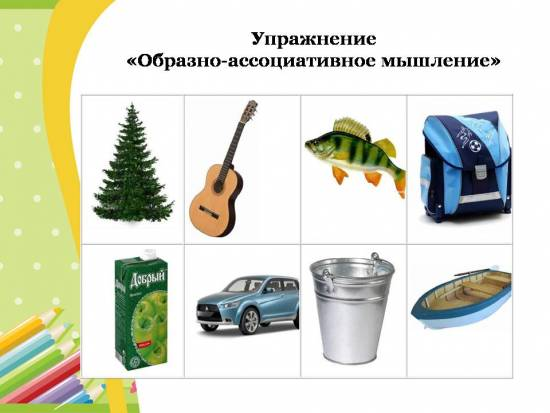 Упражнение
«Образно-ассоциативное мышление»
Добрый